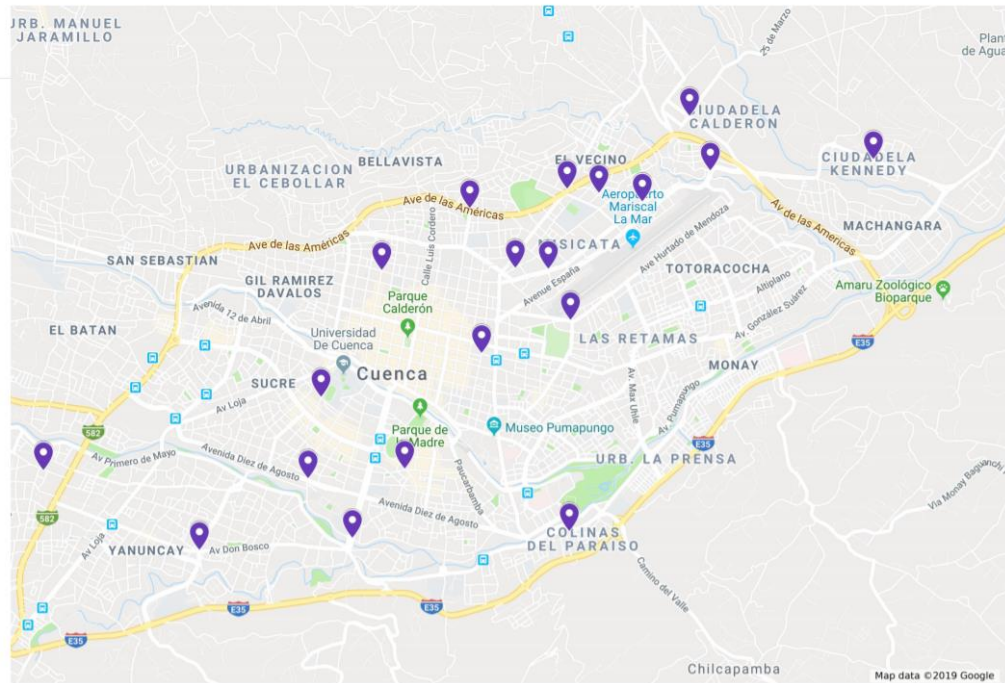 URB. MANUEL
JARAMILLO
25 de Marzo
Plant
de Agua
CIUDADELA
CALDERON
BELLAVISTA
EL VECINO
CIUDADELA
KENNEDY
URBANIZACION
EL CEBOLLAR
Aeropuerto
Mariscal
La Mar
Ave de las Américas
Av de las Americas
Ave de las Américas
Calle Luis Cordero
MISICATA
Ave Hurtado de Mendoza
MACHANGARA
SAN SEBASTIAN
GIL RAMIREZ
DAVALOS
Avenue España
TOTORACOCHA
Altiplano
Amaru Zoológico
Bioparque
Avenida 12 de Abril
Parque
Calderón
Av. González Suárez
EL BATAN
Universidad
De Cuenca
LAS RETAMAS
E35
Cuenca
SUCRE
MONAY
Av. Max Uhle
Av Loja
Av. Pumapungo
582
Parque de
la Madre
Museo Pumapungo
E35
Av Primero de Mayo
Avenida Diez de Agosto
Paucarbamba
URB. LA PRENSA
Via Monay Baguanchi
582
Avenida Diez de Agosto
Av Loja
COLINAS
DEL PARAISO
YANUNCAY
Av Don Bosco
Camino del Valle
E35
E35
E35
Chilcapamba
Map data ©2019 Google